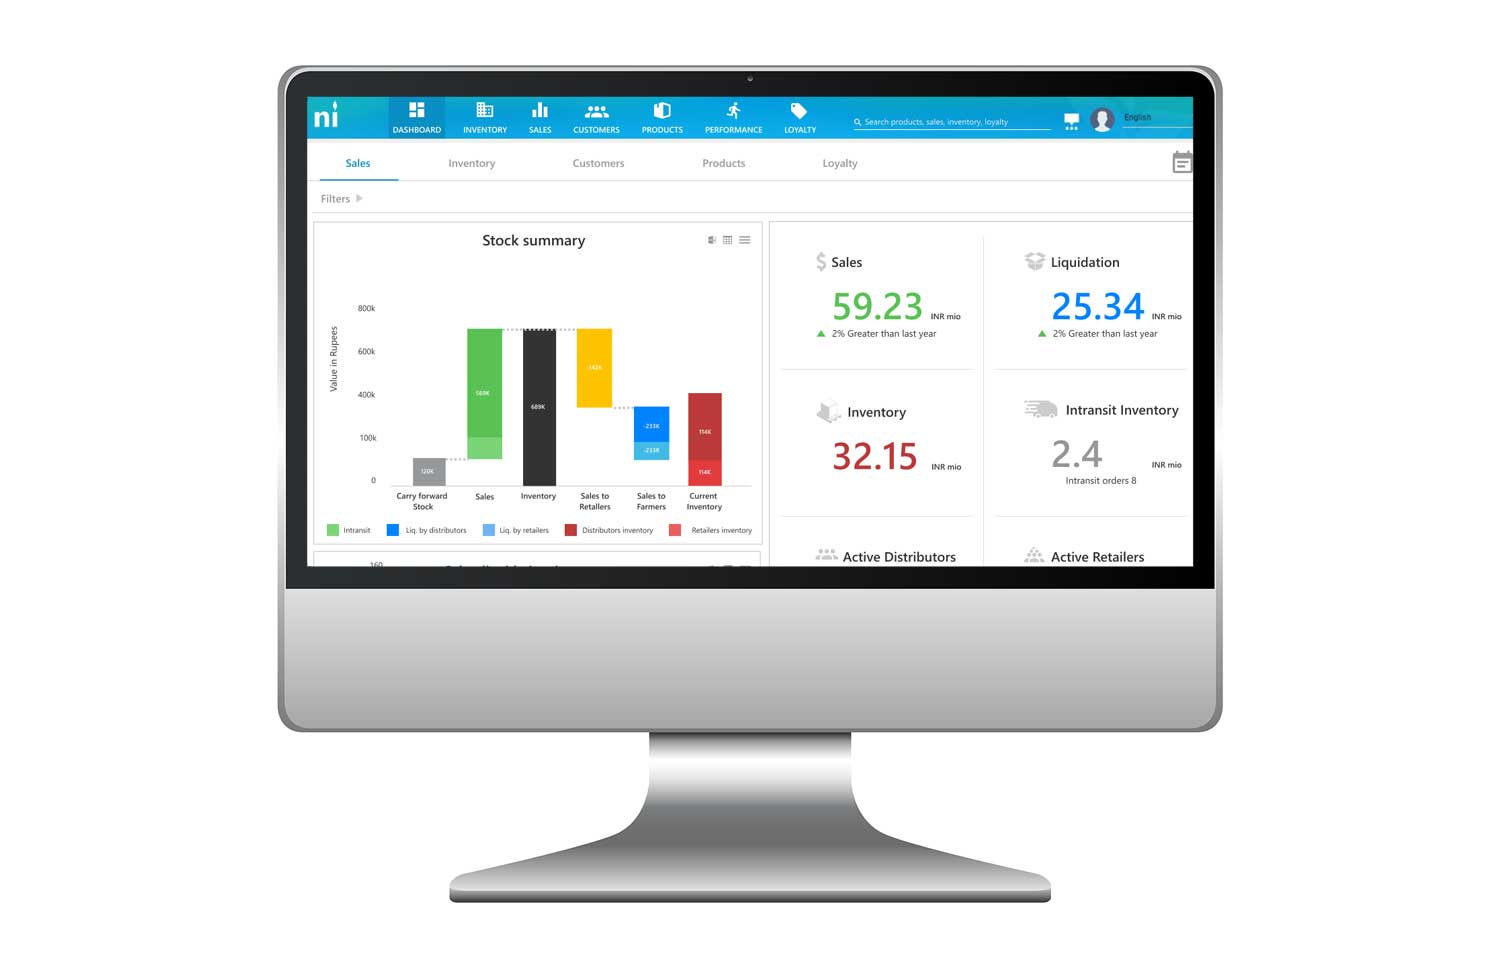 ni
DASHBOARD
INVENTORY
SALES
CUSTOMERS
PRODUCTS
PERFORMANCE
LOYALTY
Search products, sales, inventory, loyalty
English
Sales
Inventory
Customers
Products
Loyalty
Filters
Stock summary
Value in Rupees
800k
600k
400k
100k
0
120K
569K
689K
-342K
-233K
-233K
114K
114K
Carry forward
Stock
Sales
Inventory
Sales to
Retailers
Sales to
Farmers
Current
Inventory
Intransit
Liq. by distributors
Liq. by retailers
Distributors inventory
Retailers inventory
160
Sales
59.23 INR mio
2% Greater than last year
Liquidation
25.34 INR mio
2% Greater than last year
Inventory
32.15 INR mio
Intransit Inventory
2.4 INR mio
Intransit orders 8
Active Distributors
Active Retailers